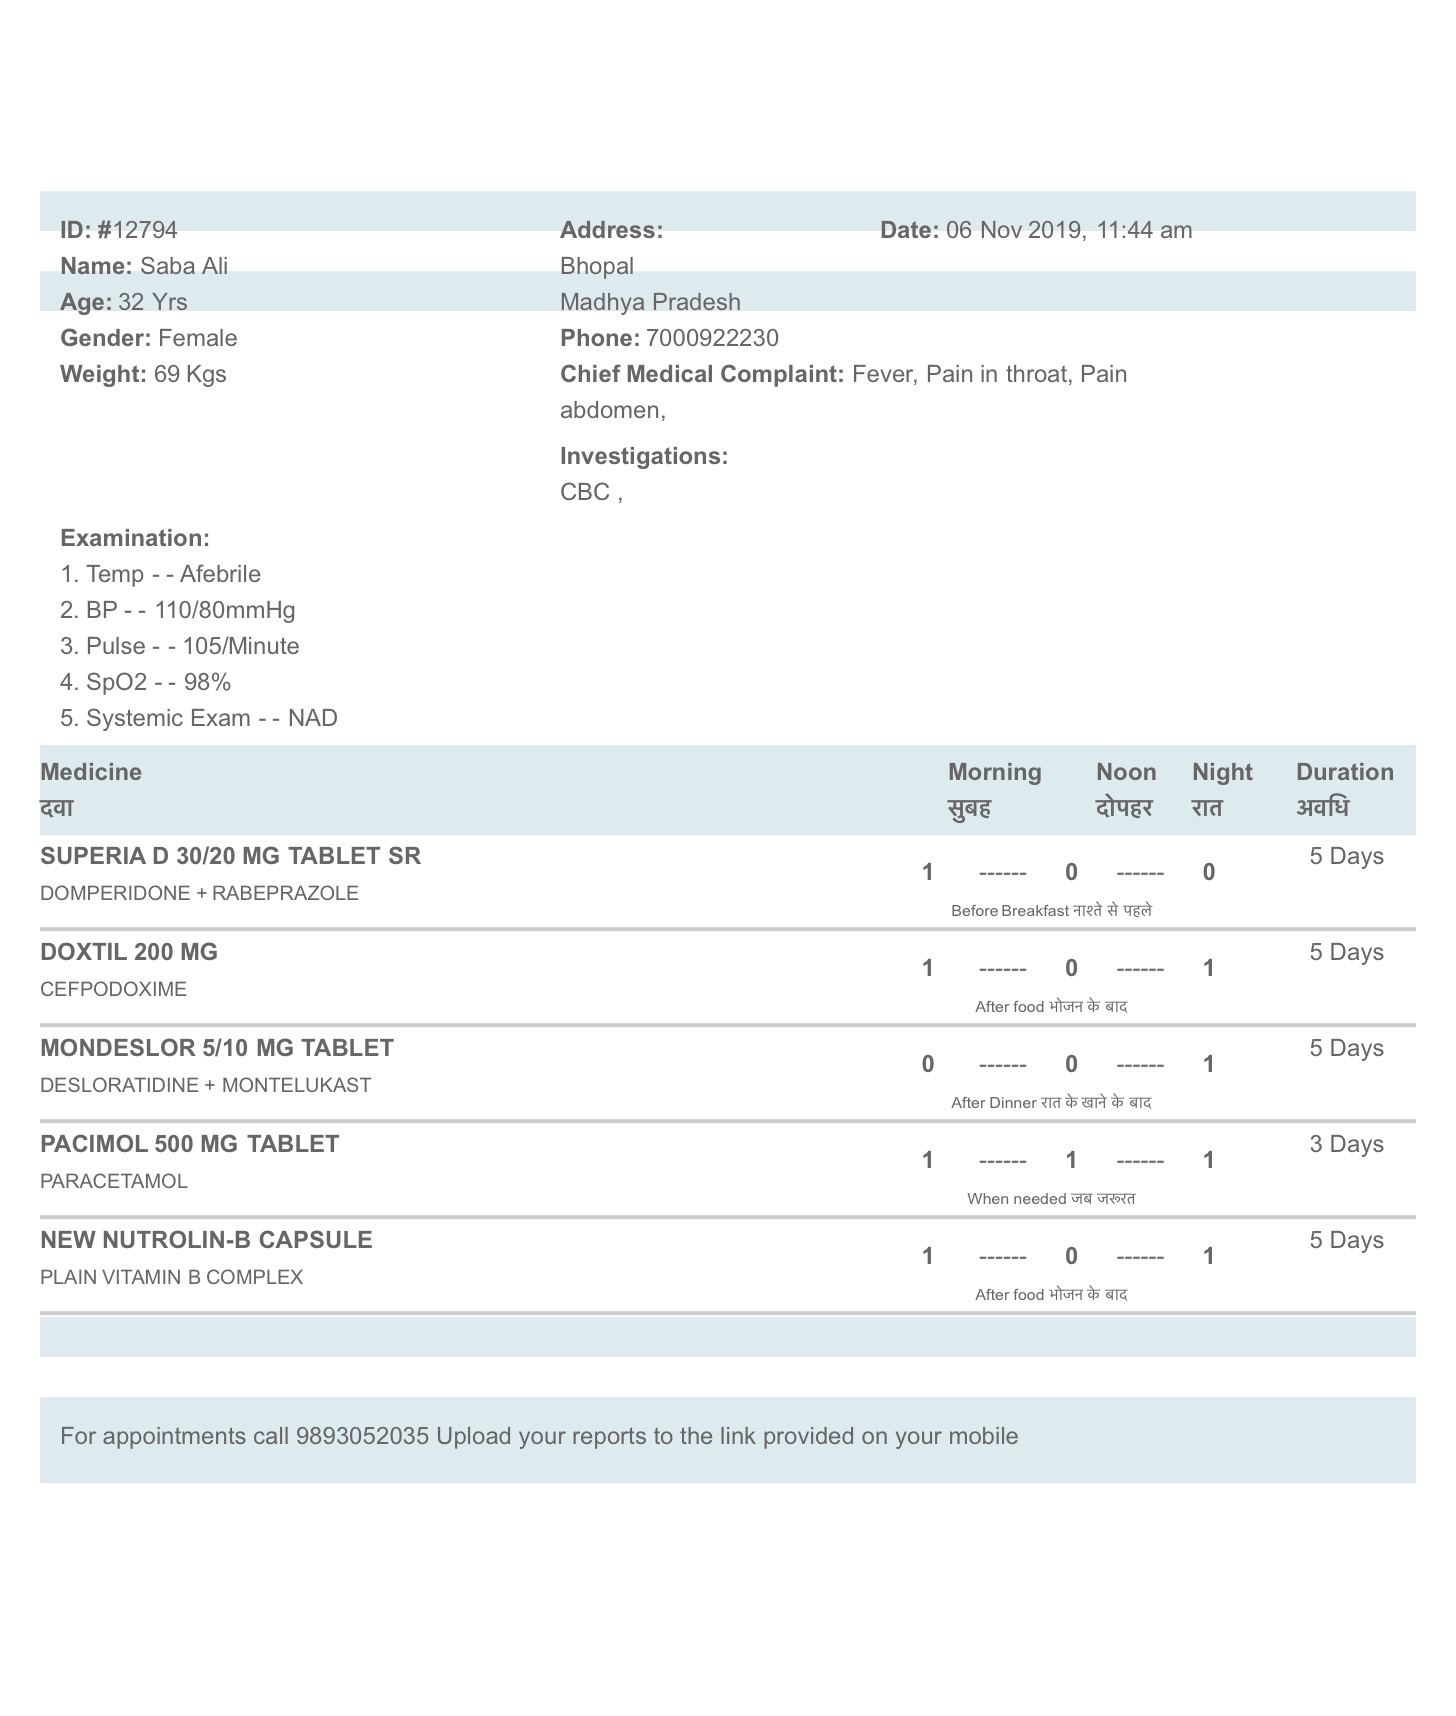 ID: #12794
Name: Saba Ali
Age: 32 Yrs
Gender: Female
Weight: 69 Kgs
Address:
Bhopal
Madhya Pradesh
Phone: 7000922230
Chief Medical Complaint: Fever, Pain in throat, Pain
abdomen,
Investigations:
CBC ,
Date: 06 Nov 2019, 11:44 am
Examination:
1. Temp - - Afebrile
2. BP - - 110/80mmHg
3. Pulse - - 105/Minute
4. SpO2 - - 98%
5. Systemic Exam - - NAD
Medicine Morning Noon Night Duration
दवा सुबह दोपहर रात अवधि
SUPERIA D 30/20 MG TABLET SR 5 Days
1 ------ 0 ------ 0
DOMPERIDONE + RABEPRAZOLE
Before Breakfast नाश्ते से पहले
DOXTIL 200 MG 5 Days
1 ------ 0 ------ 1
CEFPODOXIME
After food भोजन के बाद
MONDESLOR 5/10 MG TABLET 5 Days
0 ------ 0 ------ 1
DESLORATIDINE + MONTELUKAST
After Dinner रात के खाने के बाद
PACIMOL 500 MG TABLET 3 Days
1 ------ 1 ------ 1
PARACETAMOL
When needed जब जरूरत
NEW NUTROLIN-B CAPSULE 5 Days
1 ------ 0 ------ 1
PLAIN VITAMIN B COMPLEX
After food भोजन के बाद
For appointments call 9893052035 Upload your reports to the link provided on your mobile